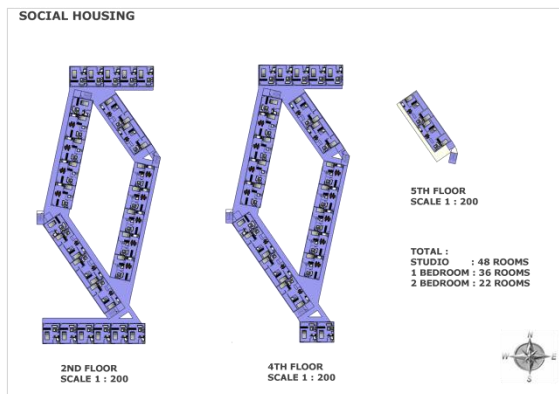 SOCIAL HOUSING
5TH FLOOR
SCALE 1 : 200
TOTAL :
STUDIO : 48 ROOMS
1 BEDROOM : 36 ROOMS
2 BEDROOM : 22 ROOMS
2ND FLOOR
SCALE 1 : 200
4TH FLOOR
SCALE 1 : 200
N
W E
S